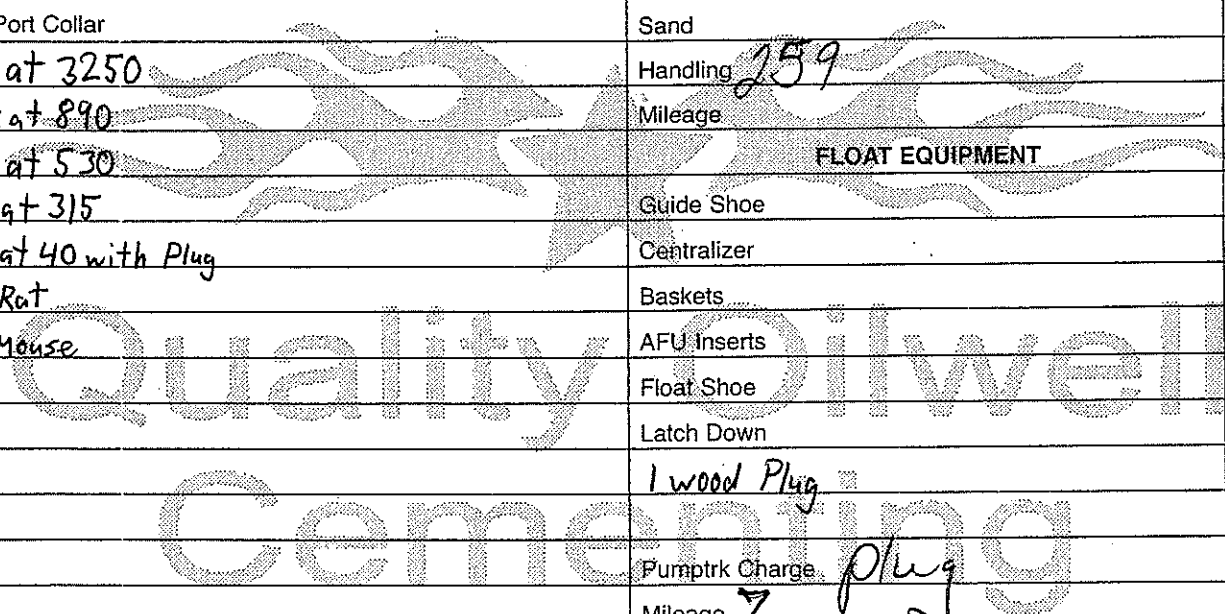 Port Collar
at 3250
at 890
at 530
at 315
at 40 with Plug
Rat
Mouse
Sand
Handling 259
Mileage
FLOAT EQUIPMENT
Guide Shoe
Centralizer
Baskets
AFU Inserts
Float Shoe
Latch Down
1 wood Plug
Pumptrk Charge plug
Mileage 7
Quality Oilwell
Cementing